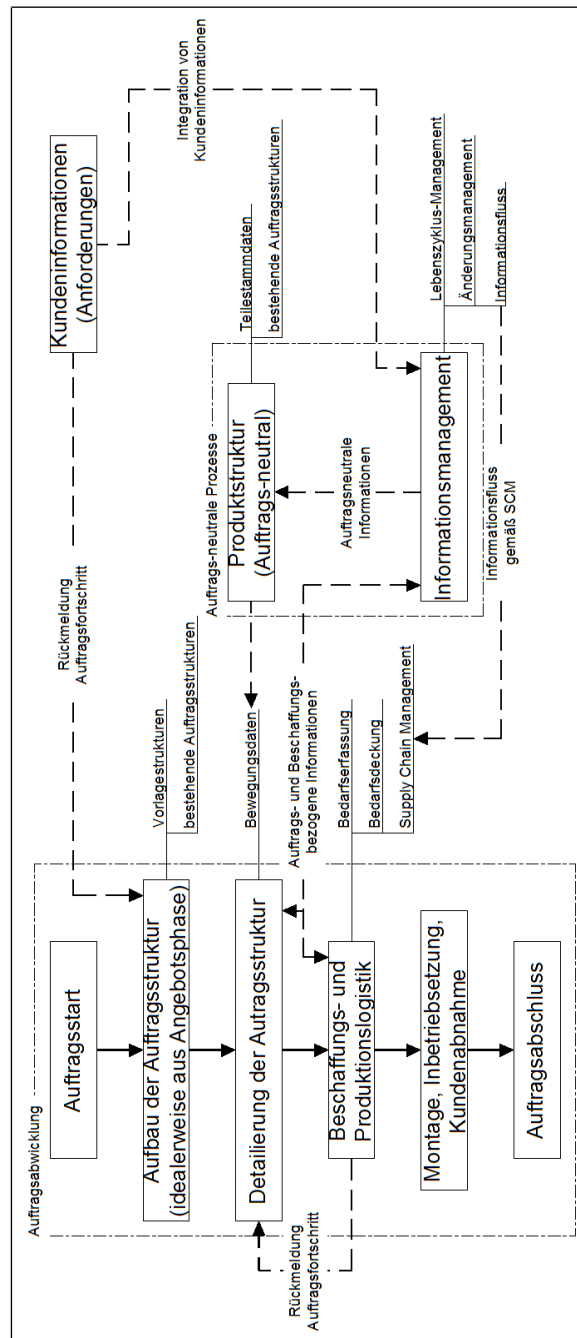 Auftragsabwicklung
Auftragsstart
Aufbau der Auftragsstruktur
(idealerweise aus Angebotsphase)
Detailierung der Autragsstruktur
Beschaffungs- und
Produktionslogistik
Montage, Inbetriebsetzung,
Kundenabnahme
Auftragsabschluss
Rückmeldung
Auftragsfortschritt
Vorlagestrukturen
bestehende Auftragsstrukturen
Bewegungsdaten
Auftrags- und Beschaffungs-
bezogene Informationen
Bedarfserfassung
Bedarfsdeckung
Supply Chain Management
Rückmeldung
Auftragsfortschritt
Auftrags-neutrale Prozesse
Produktstruktur
(Auftrags-neutral)
Auftragsneutrale
Informationen
Informationsmanagement
Informationsfluss
gemäß SCM
Kundeninformationen
(Anforderungen)
Teilestammdaten
bestehende Auftragsstrukturen
Integration von
Kundeninformationen
Lebenszyklus-Management
Änderungsmanagement
Informationsfluss